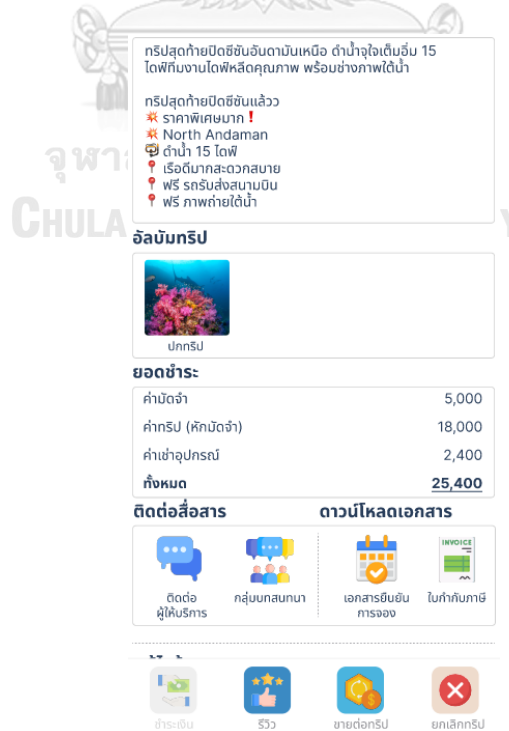 ทริปสุดท้ายปิดซีซันอันดามันเหนือ ดำน้ำจุใจเต็มอิ่ม 15
ไดฟ์ทีมงานไดฟ์หลีดคุณภาพ พร้อมช่างภาพใต้น้ำ
ทริปสุดท้ายปิดซีซันแล้วว
💥 ราคาพิเศษมาก❗
💥 North Andaman
🤿 ดำน้ำ 15 ไดฟ์
📍 เรือดีมากสะดวกสบาย
📍 ฟรี รถรับส่งสนามบิน
📍 ฟรี ภาพถ่ายใต้น้ำ
จุฬา
CHULA
อัลบัมทริป
ปกทริป
ยอดชำระ
ค่ามัดจำ 5,000
ค่าทริป (หักมัดจำ) 18,000
ค่าเช่าอุปกรณ์ 2,400
ทั้งหมด 25,400
ติดต่อสื่อสาร ดาวน์โหลดเอกสาร
INVOICE
ติดต่อ กลุ่มบทสนทนา เอกสารยืนยัน ใบกำกับภาษี
ผู้ให้บริการ การจอง
ชำระเงิน รีวิว ขายต่อทริป ยกเลิกทริป